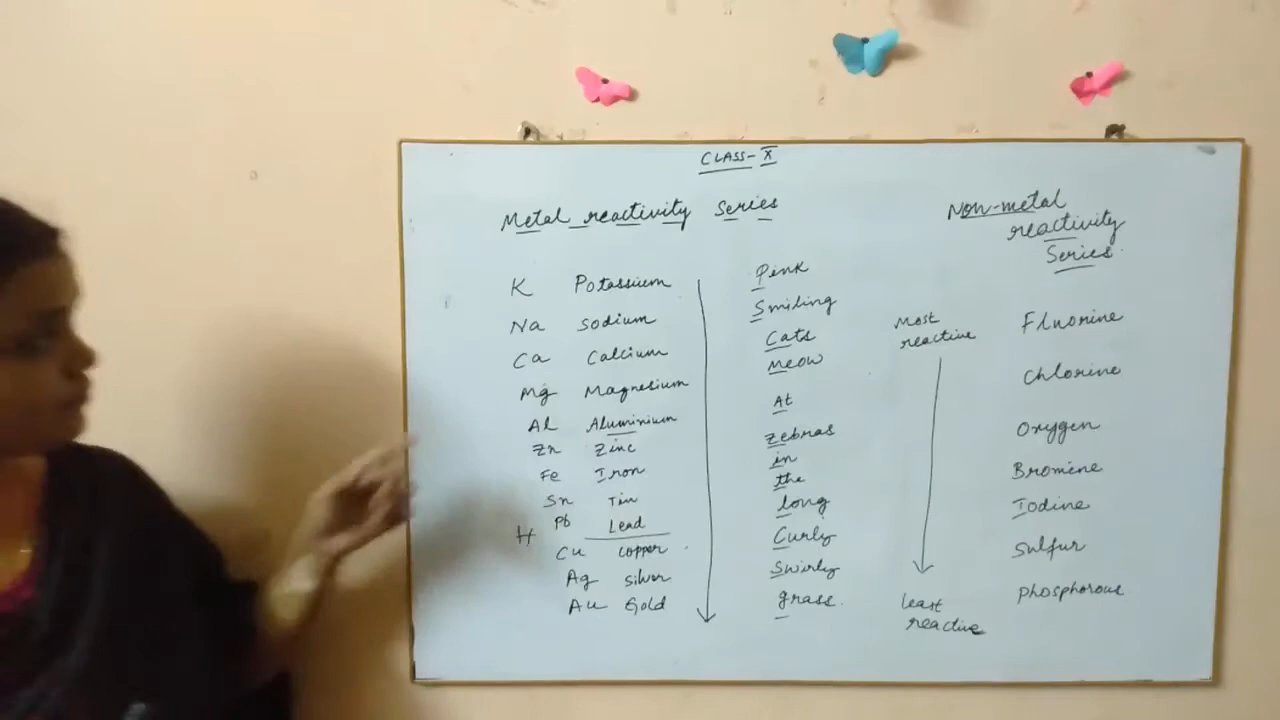 CLASS-X
Metal reactivity Series
K Potassium
Na Sodium
Ca Calcium
Mg Magnesium
Al Aluminium
Zn Zinc
Fe Iron
Sn Tin
Pb Lead
H
Cu Copper
Ag Silver
Au Gold
Pink
Smiling
Cats
Meow
At
Zebras
in
the
long
Curly
Swirly
grass.
Non-metal
reactivity
Series.
Most
reactive
least
reactive
Fluorine
Chlorine
Oxygen
Bromine
Iodine
Sulfur
Phosphorous